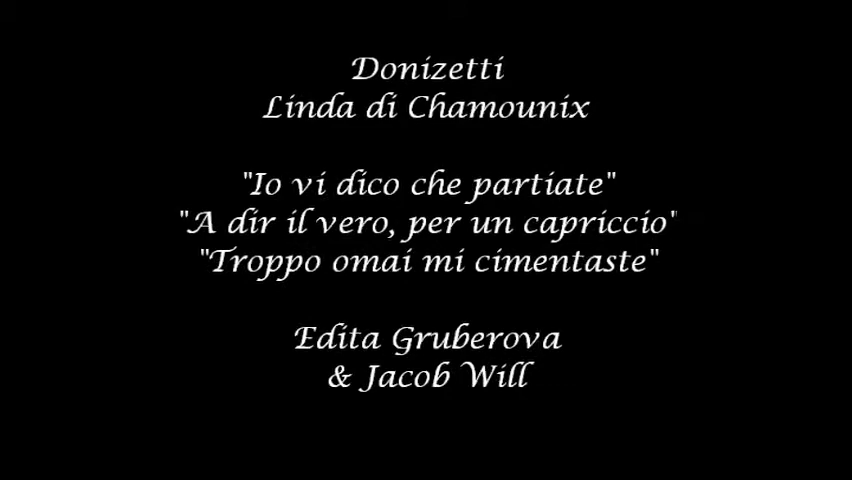 Donizetti
Linda di Chamounix
"Io vi dico che partiate"
"A dir il vero, per un capriccio"
"Troppo omai mi cimentaste"
Edita Gruberova
& Jacob Will